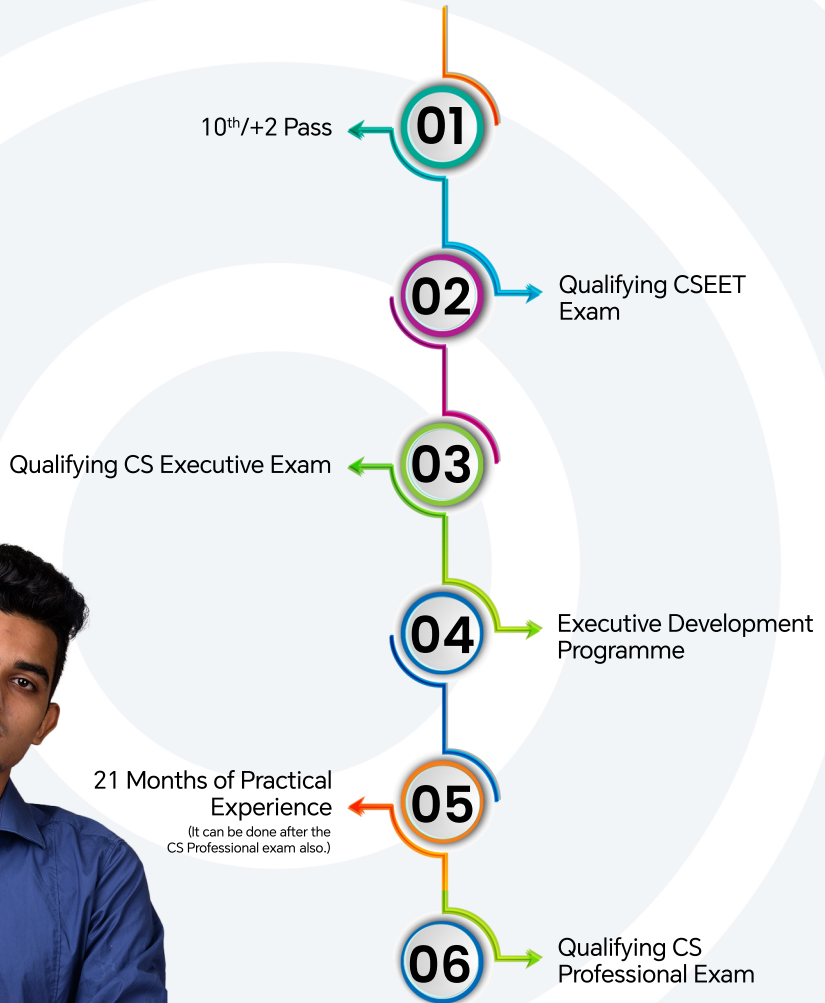 01
10th/+2 Pass
02
Qualifying CSEET
Exam
03
Qualifying CS Executive Exam
04
Executive Development
Programme
05
21 Months of Practical
Experience
(It can be done after the
CS Professional exam also.)
06
Qualifying CS
Professional Exam